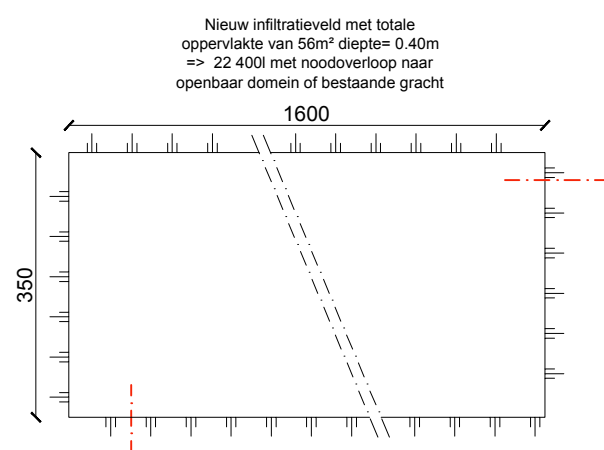 Nieuw infiltratieveld met totale
oppervlakte van 56m² diepte= 0.40m
=> 22 400l met noodoverloop naar
openbaar domein of bestaande gracht
1600
350